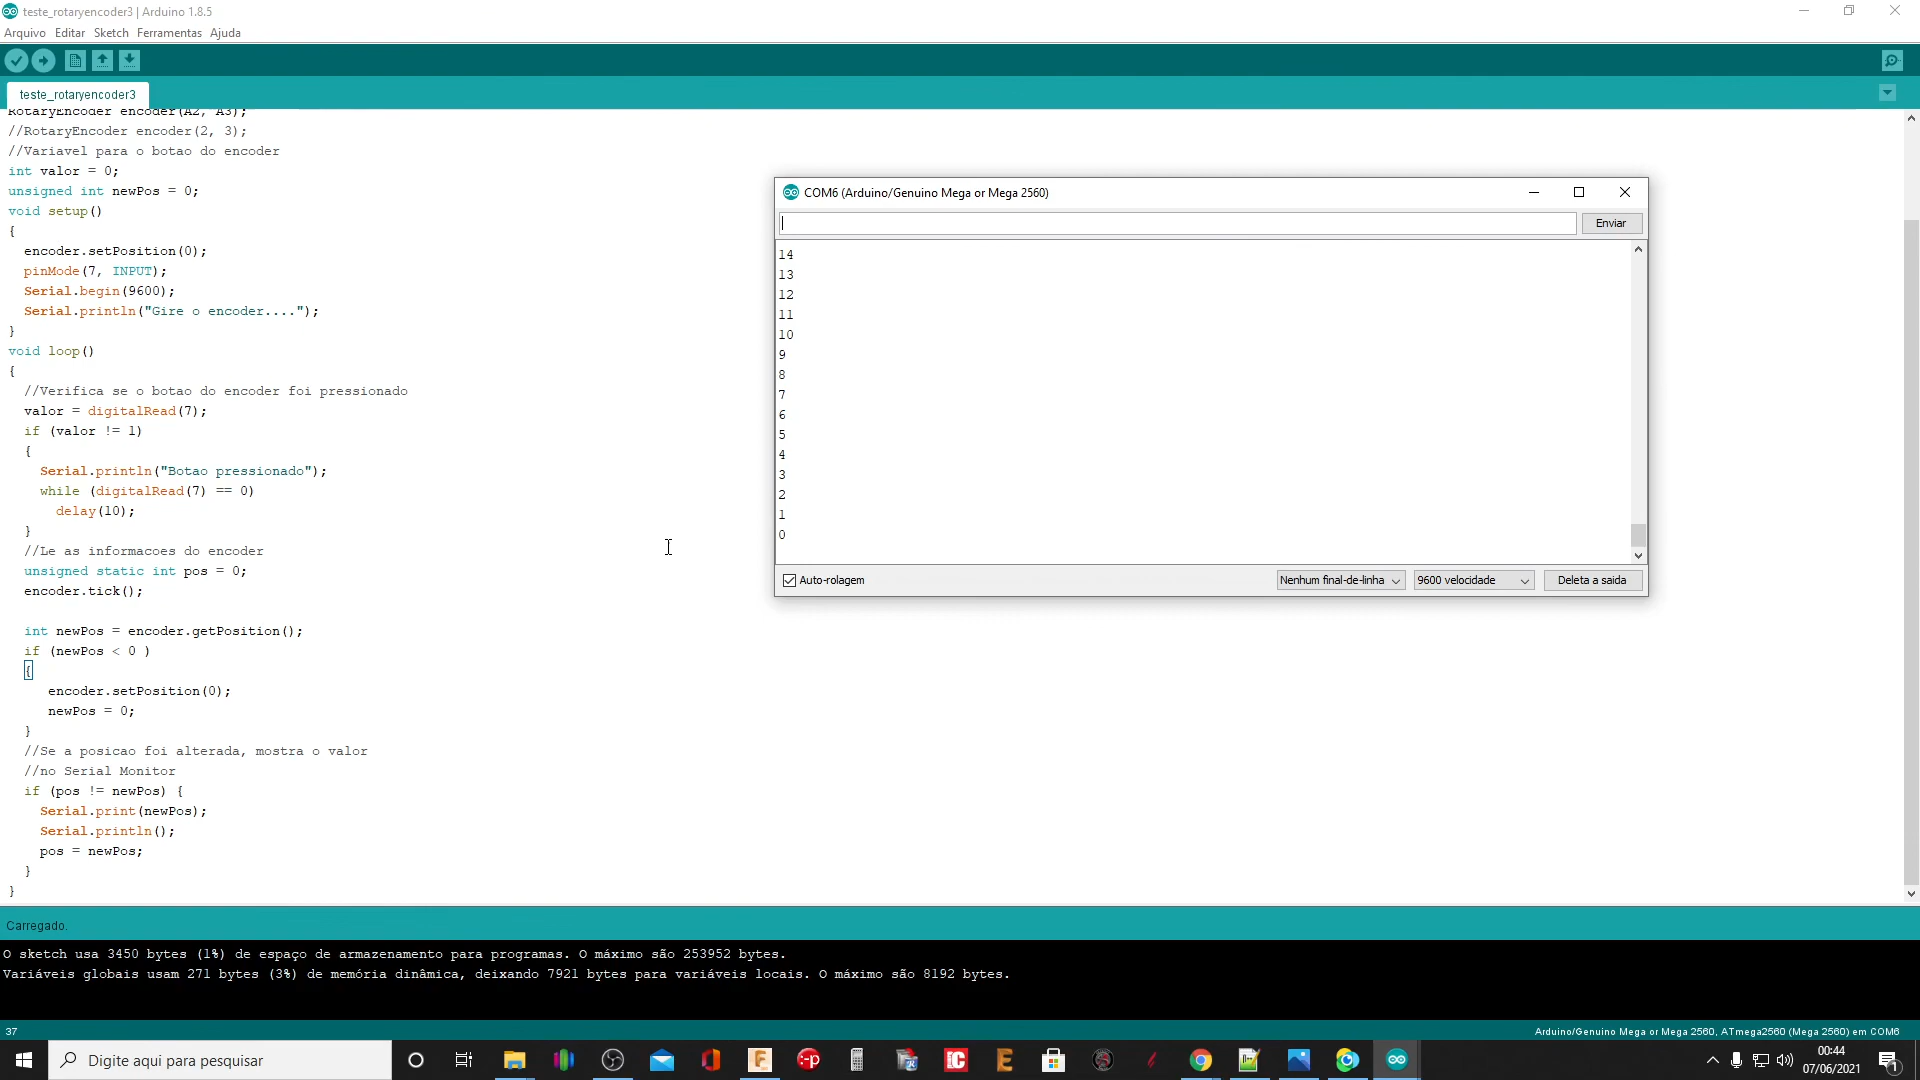 teste_rotaryencoder3 | Arduino 1.8.5
Arquivo Editar Sketch Ferramentas Ajuda
teste_rotaryencoder3
RotaryEncoder encoder(A2, A3);
//RotaryEncoder encoder(2, 3);
//Variavel para o botao do encoder
int valor = 0;
unsigned int newPos = 0;
void setup()
{
encoder.setPosition(0);
pinMode(7, INPUT);
Serial.begin(9600);
Serial.println("Gire o encoder....");
}
void loop()
{
//Verifica se o botao do encoder foi pressionado
valor = digitalRead(7);
if (valor != 1)
{
Serial.println("Botao pressionado");
while (digitalRead(7) == 0)
delay(10);
}
//Le as informacoes do encoder
unsigned static int pos = 0;
encoder.tick();
int newPos = encoder.getPosition();
if (newPos < 0 )
{
encoder.setPosition(0);
newPos = 0;
}
//Se a posicao foi alterada, mostra o valor
//no Serial Monitor
if (pos != newPos) {
Serial.print(newPos);
Serial.println();
pos = newPos;
}
}
COM6 (Arduino/Genuino Mega or Mega 2560)
Enviar
14
13
12
11
10
9
8
7
6
5
4
3
2
1
0
Auto-rolagem
Nenhum final-de-linha
9600 velocidade
Deleta a saida
Carregado.
O sketch usa 3450 bytes (1%) de espaço de armazenamento para programas. O máximo são 253952 bytes.
Variáveis globais usam 271 bytes (3%) de memória dinâmica, deixando 7921 bytes para variáveis locais. O máximo são 8192 bytes.
37
Arduino/Genuino Mega or Mega 2560, ATmega2560 (Mega 2560) em COM6
Digite aqui para pesquisar
00:44
07/06/2021
1